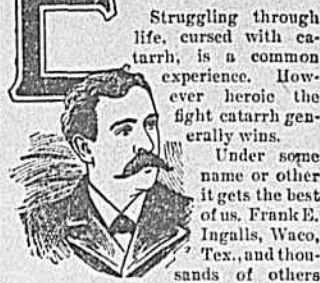 E
Struggling through
life, cursed with ca-
tarrh, is a common
experience. How-
ever heroic the
fight catarrh gen-
erally wins.
Under some
name or other
it gets the best
of us. Frank E.
Ingalls, Waco,
Tex., and thou-
sands of others